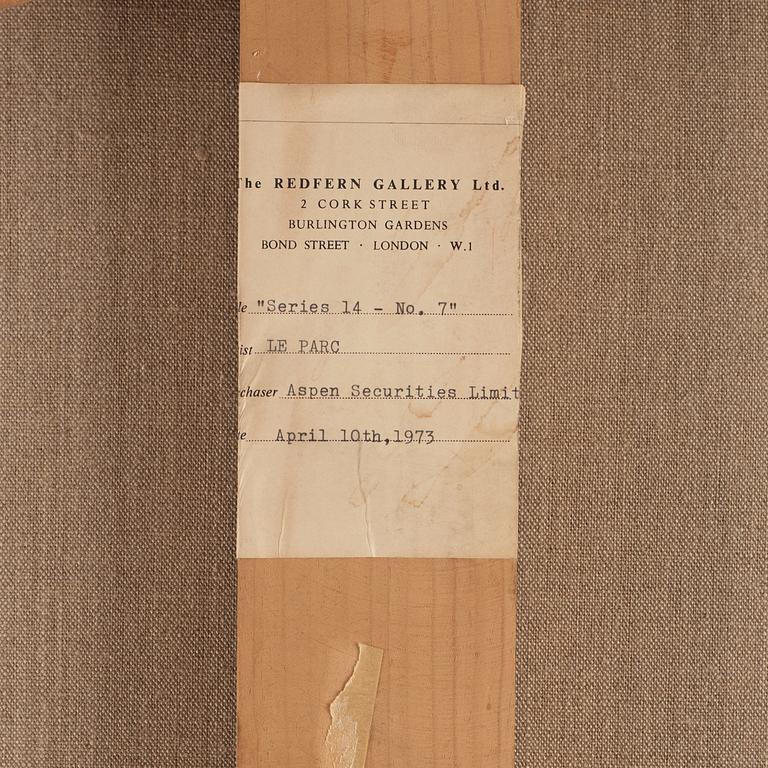 The REDFERN GALLERY Ltd.
2 CORK STREET
BURLINGTON GARDENS
BOND STREET · LONDON · W.1
le "Series 14 - No. 7"
ist LE PARC
chaser Aspen Securities Limit
te April 10th,1973